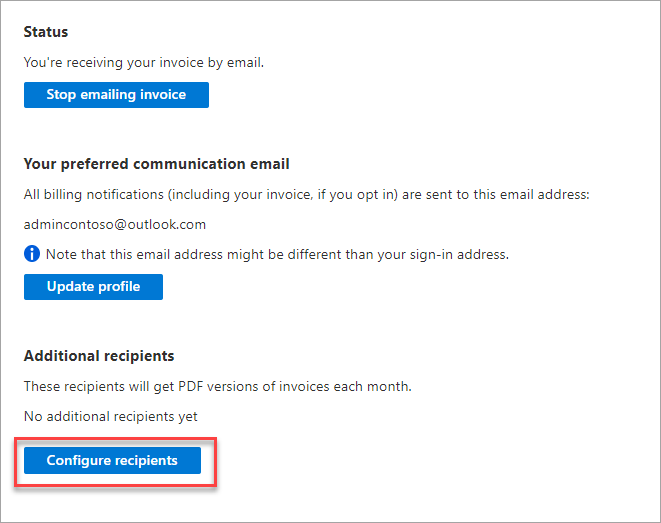 Status
You're receiving your invoice by email.
Stop emailing invoice
Your preferred communication email
All billing notifications (including your invoice, if you opt in) are sent to this email address:
admincontoso@outlook.com
Note that this email address might be different than your sign-in address.
Update profile
Additional recipients
These recipients will get PDF versions of invoices each month.
No additional recipients yet
Configure recipients